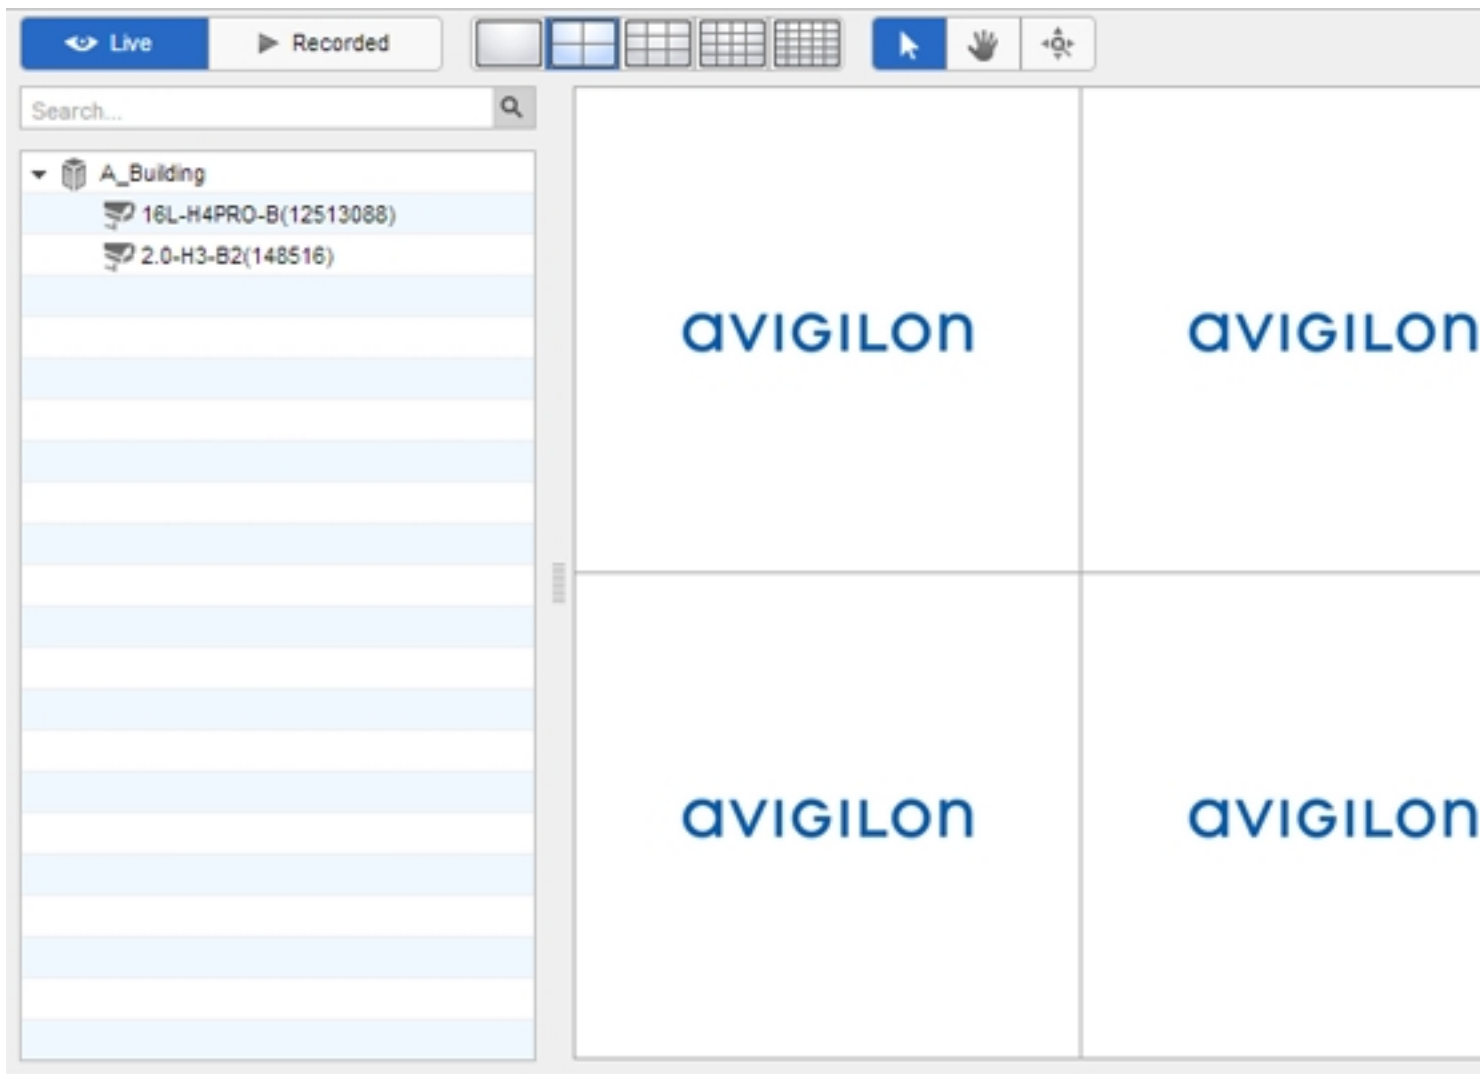 Live Recorded
Search...
A_Building
16L-H4PRO-B(12513088)
2.0-H3-B2(148516)
avigilon avigilon
avigilon avigilon